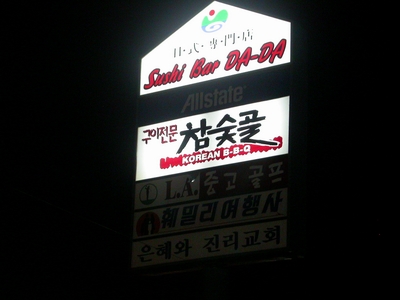 日·式·專·門·店
Sushi Bar DA-DA
Allstate
구이전문 참숯골
KOREAN B-B-Q
L.A. 중고 골프
훼밀리여행사
은혜와 진리교회